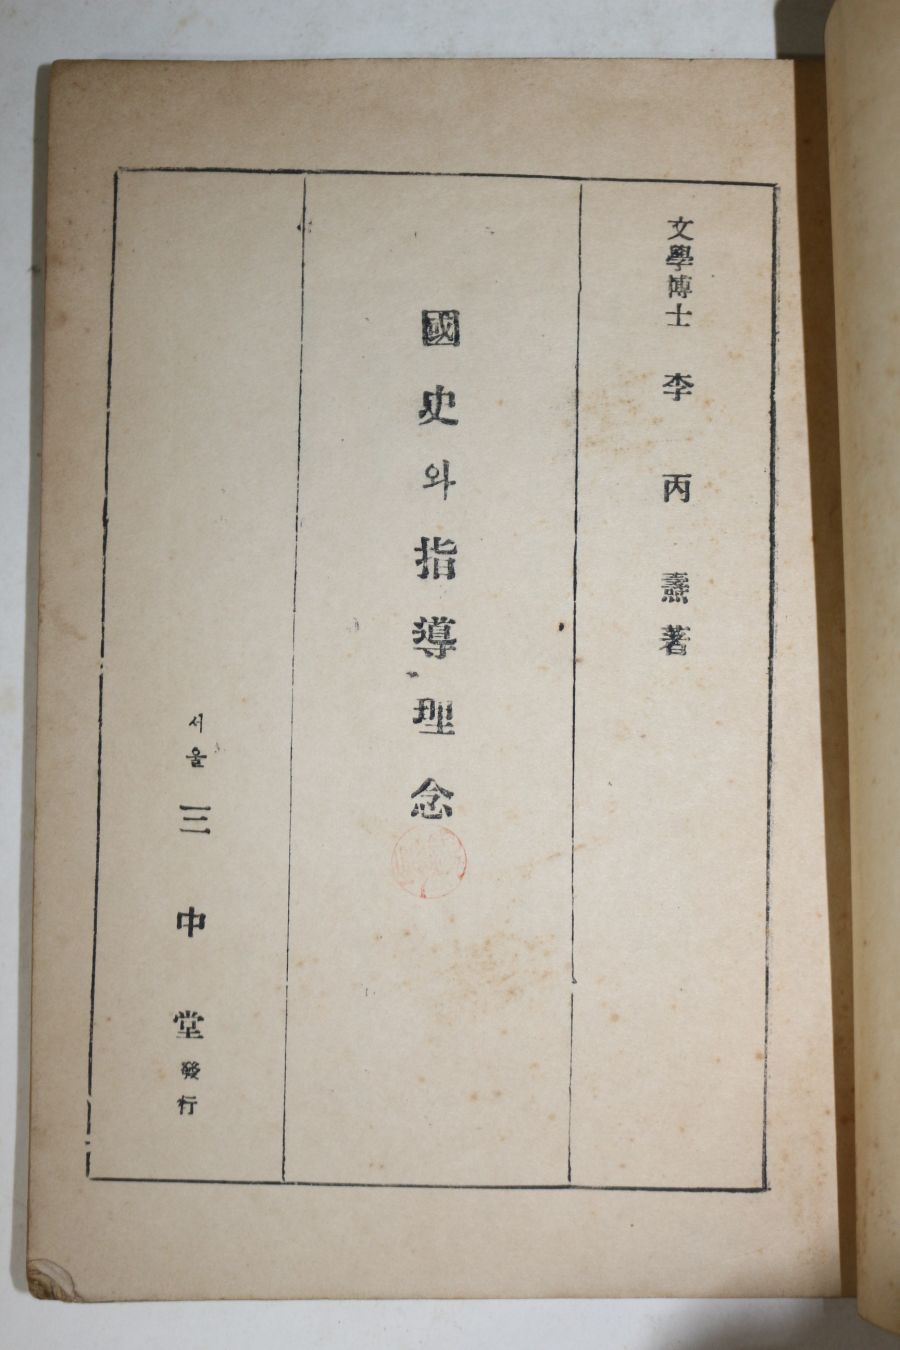 文學博士 李丙燾著
國史와指導理念
서울 三中堂發行